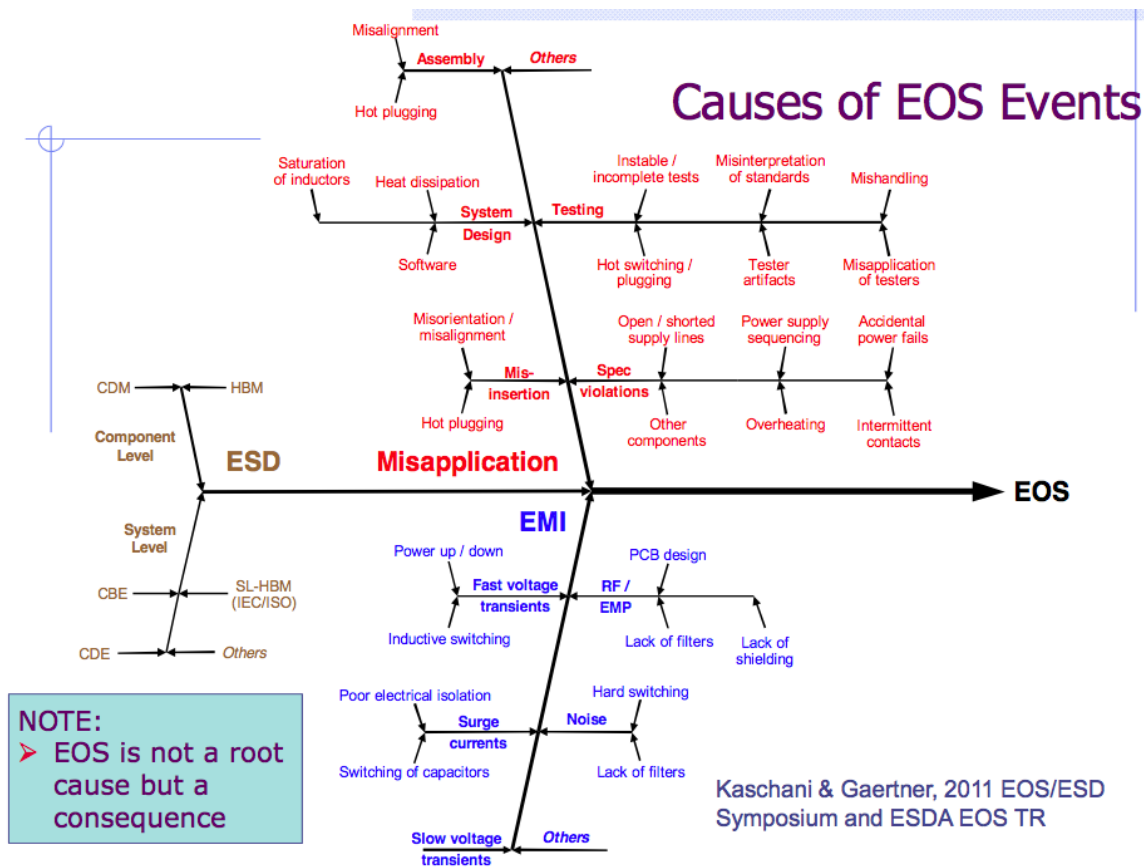 Causes of EOS Events
Misalignment
Assembly
Others
Hot plugging
Saturation
of inductors
Heat dissipation
System
Design
Software
Testing
Instable /
incomplete tests
Misinterpretation
of standards
Mishandling
Hot switching /
plugging
Tester
artifacts
Misapplication
of testers
Misorientation /
misalignment
Mis-
insertion
Hot plugging
Spec
violations
Open / shorted
supply lines
Power supply
sequencing
Accidental
power fails
Other
components
Overheating
Intermittent
contacts
CDM
HBM
Component
Level
ESD
Misapplication
EOS
System
Level
CBE
SL-HBM
(IEC/ISO)
CDE
Others
EMI
Power up / down
Fast voltage
transients
Inductive switching
RF /
EMP
PCB design
Lack of filters
Lack of
shielding
Poor electrical isolation
Surge
currents
Switching of capacitors
Noise
Hard switching
Lack of filters
Slow voltage
transients
Others
NOTE:
EOS is not a root
cause but a
consequence
Kaschani & Gaertner, 2011 EOS/ESD
Symposium and ESDA EOS TR